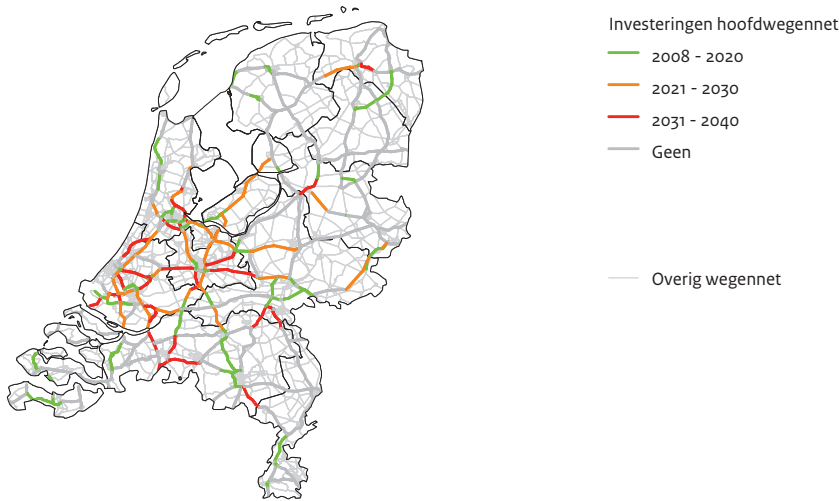 Investeringen hoofdwegennet
2008 - 2020
2021 - 2030
2031 - 2040
Geen
Overig wegennet